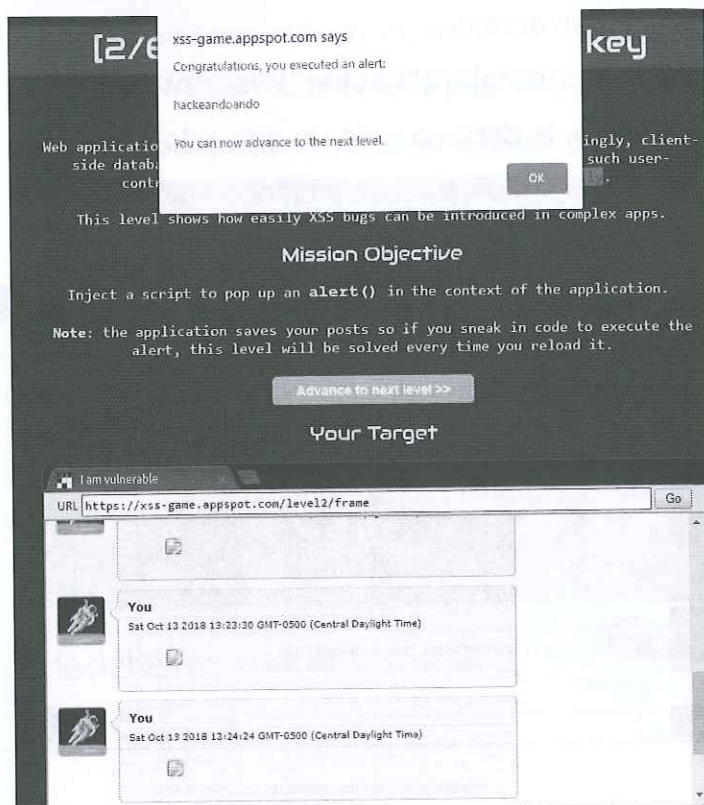 [2/6
key
xss-game.appspot.com says
Congratulations, you executed an alert:
hackeandoando
You can now advance to the next level.
OK
Web applicatio
ingly, client-
side databa
such user-
contr
This level shows how easily XSS bugs can be introduced in complex apps.
Mission Objective
Inject a script to pop up an alert() in the context of the application.
Note: the application saves your posts so if you sneak in code to execute the
alert, this level will be solved every time you reload it.
Advance to next level >>
Your Target
I am vulnerable
URL https://xss-game.appspot.com/level2/frame Go
You
Sat Oct 13 2018 13:23:30 GMT-0500 (Central Daylight Time)
You
Sat Oct 13 2018 13:24:24 GMT-0500 (Central Daylight Time)